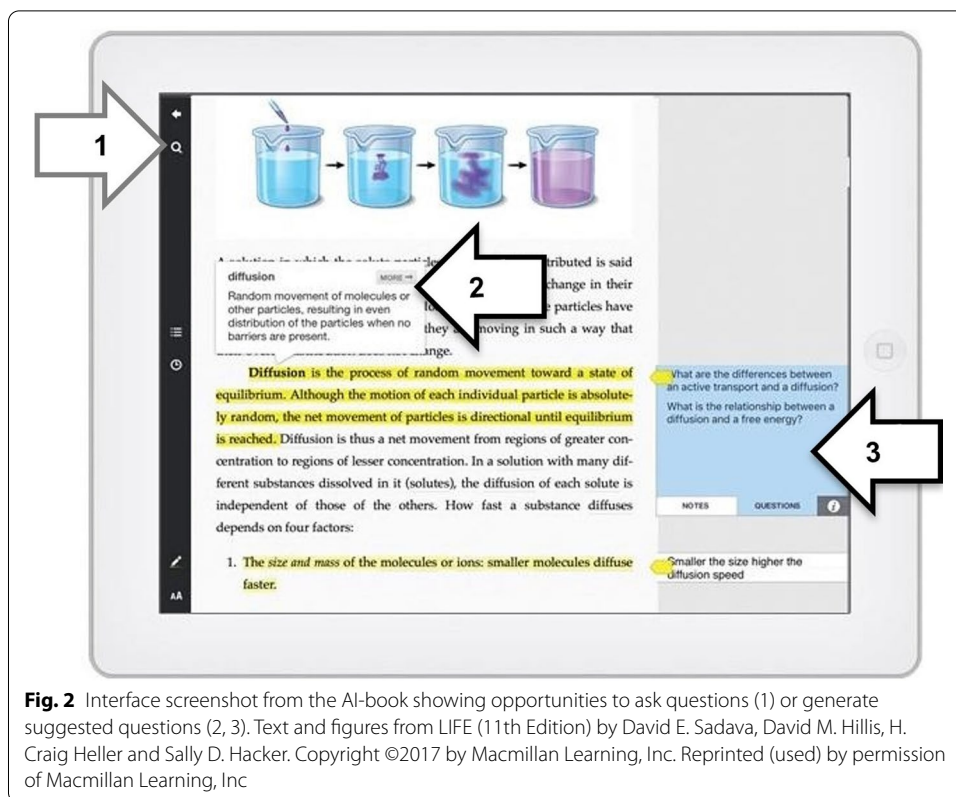 1
2
3
A solution in which the solute particles
tributed is said
change in their
particles have
they
moving in such a way that
change.
diffusion
MORE
Random movement of molecules or
other particles, resulting in even
distribution of the particles when no
barriers are present.
Diffusion is the process of random movement toward a state of
equilibrium. Although the motion of each individual particle is absolute-
ly random, the net movement of particles is directional until equilibrium
is reached. Diffusion is thus a net movement from regions of greater con-
centration to regions of lesser concentration. In a solution with many dif-
ferent substances dissolved in it (solutes), the diffusion of each solute is
independent of those of the others. How fast a substance diffuses
depends on four factors:
1. The size and mass of the molecules or ions: smaller molecules diffuse
faster.
What are the differences between
an active transport and a diffusion?
What is the relationship between a
diffusion and a free energy?
NOTES
QUESTIONS
i
Smaller the size higher the
diffusion speed
AA
Fig. 2 Interface screenshot from the AI-book showing opportunities to ask questions (1) or generate
suggested questions (2, 3). Text and figures from LIFE (11th Edition) by David E. Sadava, David M. Hillis, H.
Craig Heller and Sally D. Hacker. Copyright ©2017 by Macmillan Learning, Inc. Reprinted (used) by permission
of Macmillan Learning, Inc